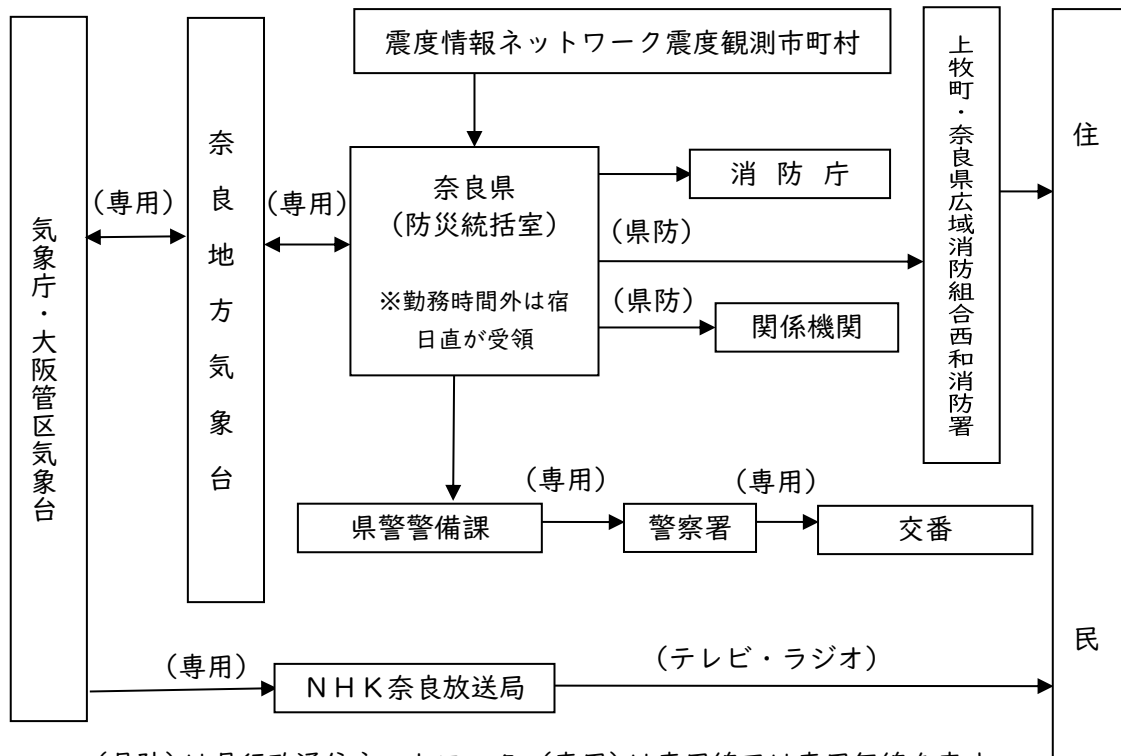 震度情報ネットワーク震度観測市町村
気象庁・大阪管区気象台
(専用)
奈良地方気象台
(専用)
奈良県
(防災統括室)
※勤務時間外は宿
日直が受領
消防庁
(県防)
上牧町・奈良県広域消防組合西和消防署
(県防)
関係機関
県警警備課
(専用)
警察署
(専用)
交番
(専用)
NHK奈良放送局
(テレビ・ラジオ)
住民